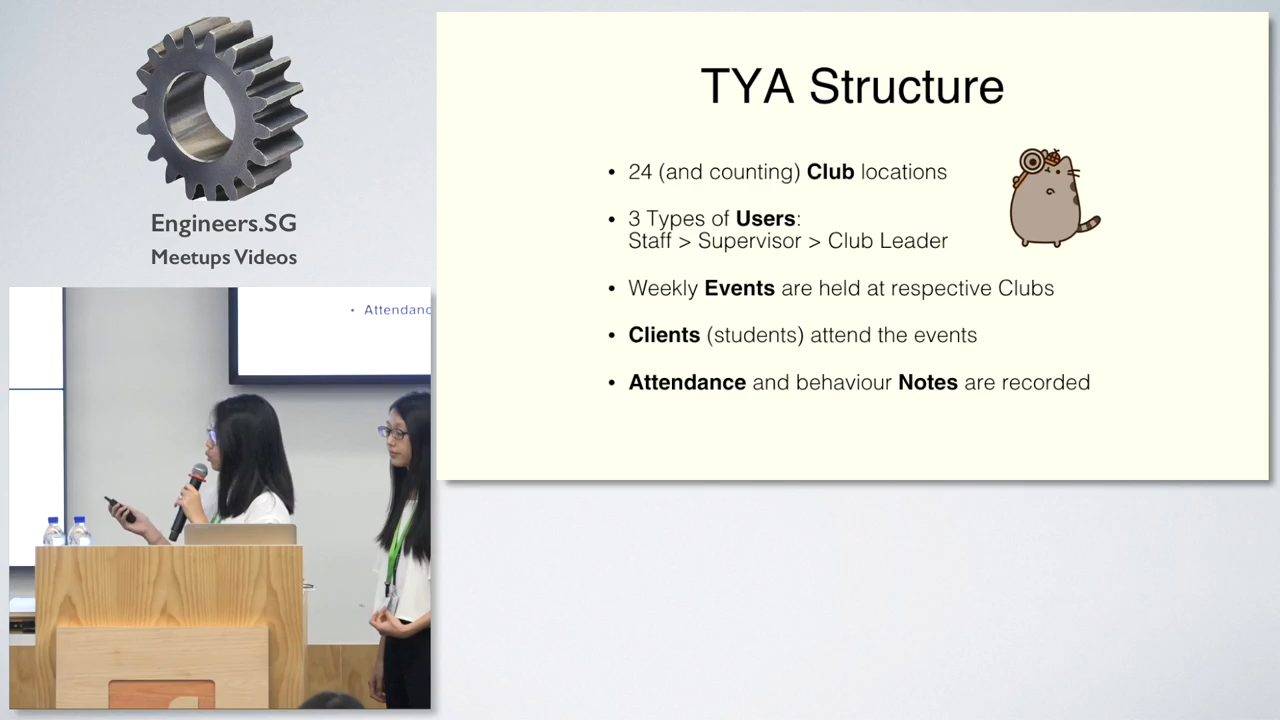 Engineers.SG
Meetups Videos
• Attendanc
TYA Structure
• 24 (and counting) Club locations
• 3 Types of Users:
Staff > Supervisor > Club Leader
• Weekly Events are held at respective Clubs
• Clients (students) attend the events
• Attendance and behaviour Notes are recorded